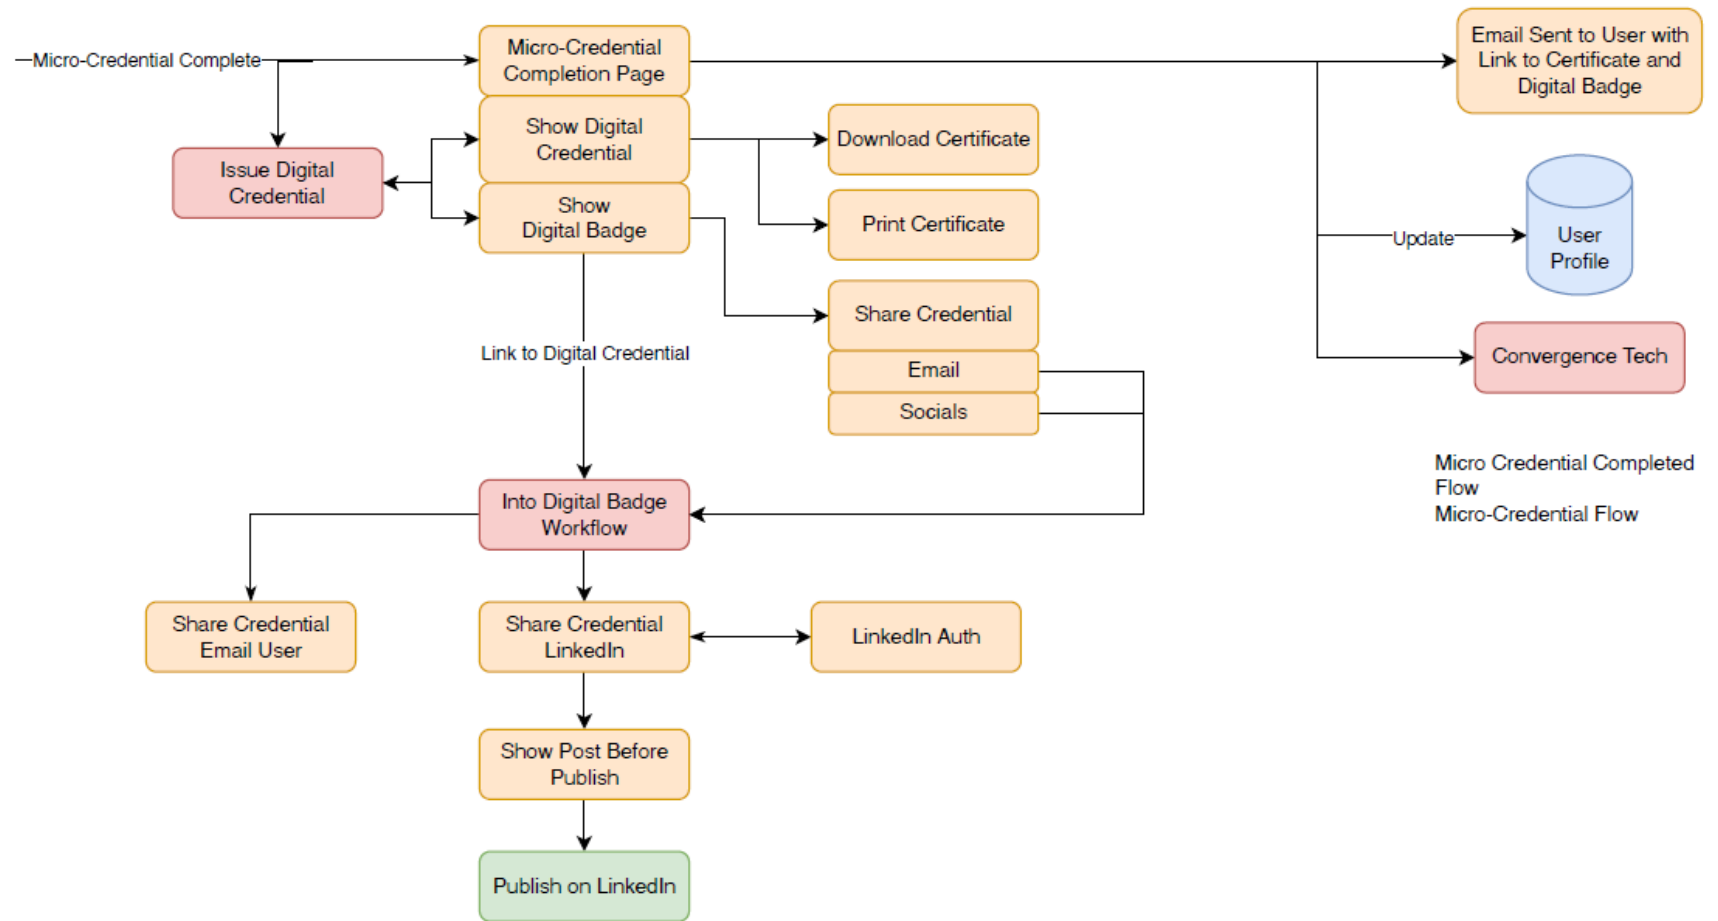 Micro-Credential Complete
Micro-Credential
Completion Page
Email Sent to User with
Link to Certificate and
Digital Badge
Show Digital
Credential
Download Certificate
Issue Digital
Credential
Show
Digital Badge
Print Certificate
Update
User
Profile
Share Credential
Link to Digital Credential
Convergence Tech
Email
Socials
Micro Credential Completed
Flow
Micro-Credential Flow
Into Digital Badge
Workflow
Share Credential
Email User
Share Credential
LinkedIn
LinkedIn Auth
Show Post Before
Publish
Publish on LinkedIn